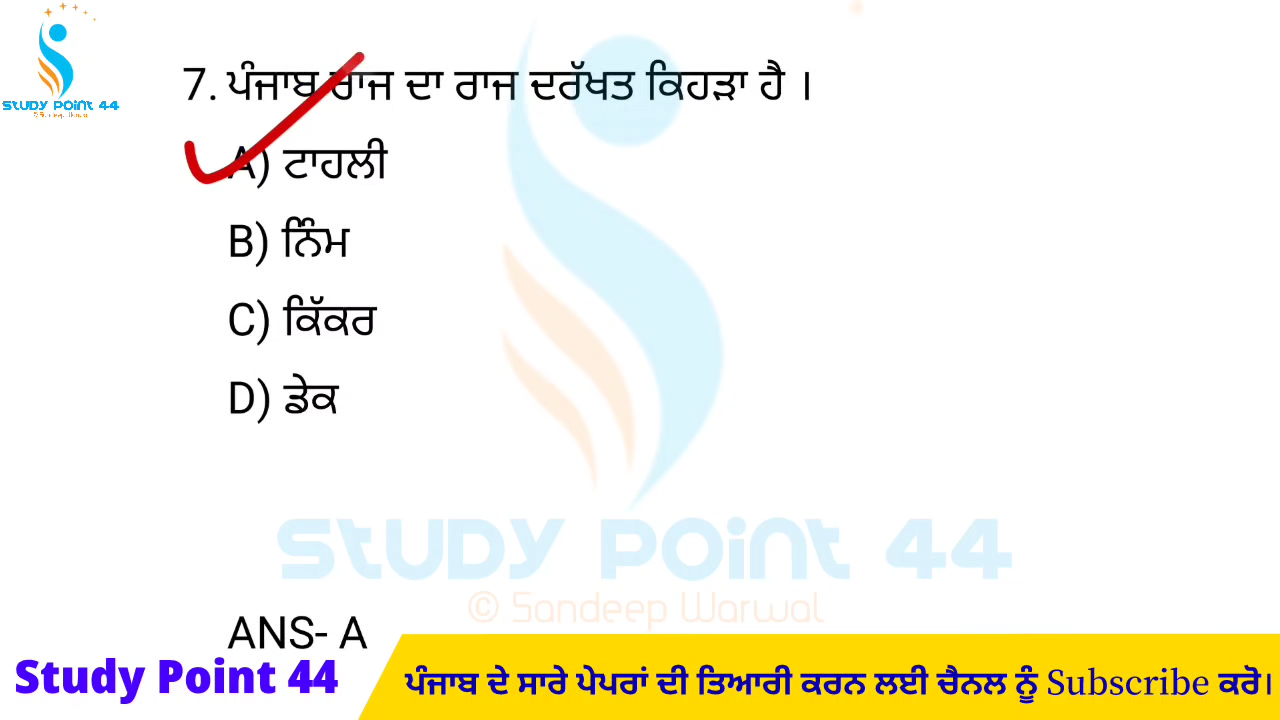 STUDY POINT 44
7. ਪੰਜਾਬ ਰਾਜ ਦਾ ਰਾਜ ਦਰੱਖਤ ਕਿਹੜਾ ਹੈ ।
A) ਟਾਹਲੀ
B) ਨਿੰਮ
C) ਕਿੱਕਰ
D) ਡੇਕ
STUDY POINT 44
© Sandeep Warwal
ANS- A
Study Point 44
ਪੰਜਾਬ ਦੇ ਸਾਰੇ ਪੇਪਰਾਂ ਦੀ ਤਿਆਰੀ ਕਰਨ ਲਈ ਚੈਨਲ ਨੂੰ Subscribe ਕਰੋ।